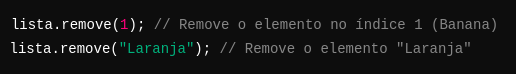 lista.remove(1); // Remove o elemento no índice 1 (Banana)
lista.remove("Laranja"); // Remove o elemento "Laranja"